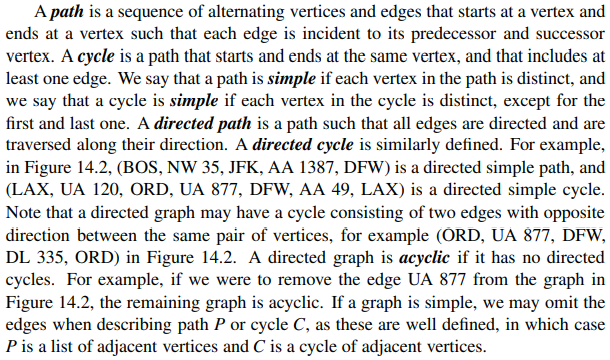 A path is a sequence of alternating vertices and edges that starts at a vertex and
ends at a vertex such that each edge is incident to its predecessor and successor
vertex. A cycle is a path that starts and ends at the same vertex, and that includes at
least one edge. We say that a path is simple if each vertex in the path is distinct, and
we say that a cycle is simple if each vertex in the cycle is distinct, except for the
first and last one. A directed path is a path such that all edges are directed and are
traversed along their direction. A directed cycle is similarly defined. For example,
in Figure 14.2, (BOS, NW 35, JFK, AA 1387, DFW) is a directed simple path, and
(LAX, UA 120, ORD, UA 877, DFW, AA 49, LAX) is a directed simple cycle.
Note that a directed graph may have a cycle consisting of two edges with opposite
direction between the same pair of vertices, for example (ORD, UA 877, DFW,
DL 335, ORD) in Figure 14.2. A directed graph is acyclic if it has no directed
cycles. For example, if we were to remove the edge UA 877 from the graph in
Figure 14.2, the remaining graph is acyclic. If a graph is simple, we may omit the
edges when describing path P or cycle C, as these are well defined, in which case
P is a list of adjacent vertices and C is a cycle of adjacent vertices.